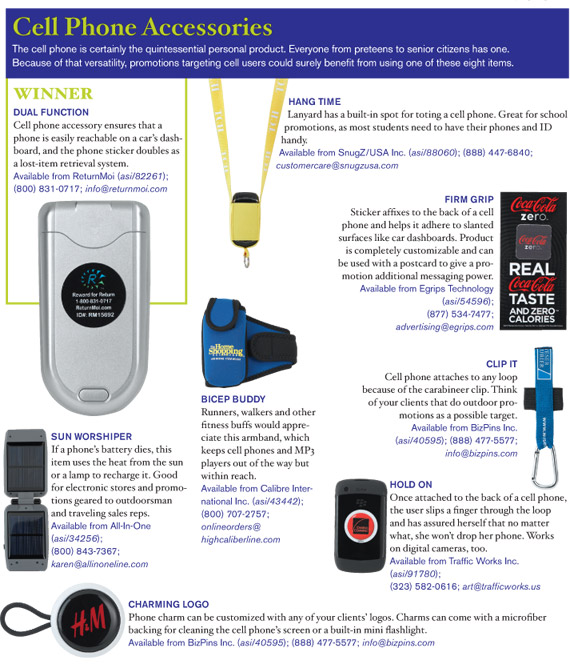 Cell Phone Accessories
The cell phone is certainly the quintessential personal product. Everyone from preteens to senior citizens has one.
Because of that versatility, promotions targeting cell users could surely benefit from using one of these eight items.
WINNER
DUAL FUNCTION
Cell phone accessory ensures that a
phone is easily reachable on a car's dash-
board, and the phone sticker doubles as
a lost-item retrieval system.
Available from ReturnMoi (asi/82261);
(800) 831-0717; info@returnmoi.com
R
Reward for Return
1-800-831-0717
ReturnMoi.com
ID#: RM15692
HANG TIME
Lanyard has a built-in spot for toting a cell phone. Great for school
promotions, as most students need to have their phones and ID
handy.
Available from SnugZ/USA Inc. (asi/88060); (888) 447-6840;
customercare@snugzusa.com
FIRM GRIP
Sticker affixes to the back of a cell
phone and helps it adhere to slanted
surfaces like car dashboards. Product
is completely customizable and can
be used with a postcard to give a pro-
motion additional messaging power.
Available from Egrips Technology
(asi/54596);
(877) 534-7477;
advertising@egrips.com
Coca-Cola
zero.
REAL
Coca-Cola
TASTE
AND ZERO
CALORIES
Home
Shopping
BICEP BUDDY
Runners, walkers and other
fitness buffs would appre-
ciate this armband, which
keeps cell phones and MP3
players out of the way but
within reach.
Available from Calibre Inter-
national Inc. (asi/43442);
(800) 707-2757;
onlineorders@
highcaliberline.com
CLIP IT
Cell phone attaches to any loop
because of the carabineer clip. Think
of your clients that do outdoor pro-
motions as a possible target.
Available from BizPins Inc.
(asi/40595); (888) 477-5577;
info@bizpins.com
SUN WORSHIPER
If a phone's battery dies, this
item uses the heat from the sun
or a lamp to recharge it. Good
for electronic stores and promo-
tions geared to outdoorsman
and traveling sales reps.
Available from All-In-One
(asi/34256);
(800) 843-7367;
karen@allinoneline.com
HOLD ON
Once attached to the back of a cell phone,
the user slips a finger through the loop
and has assured herself that no matter
what, she won't drop her phone. Works
on digital cameras, too.
Available from Traffic Works Inc.
(asi/91780);
(323) 582-0616; art@trafficworks.us
H&M
CHARMING LOGO
Phone charm can be customized with any of your clients' logos. Charms can come with a microfiber
backing for cleaning the cell phone's screen or a built-in mini flashlight.
Available from BizPins Inc. (asi/40595); (888) 477-5577; info@bizpins.com